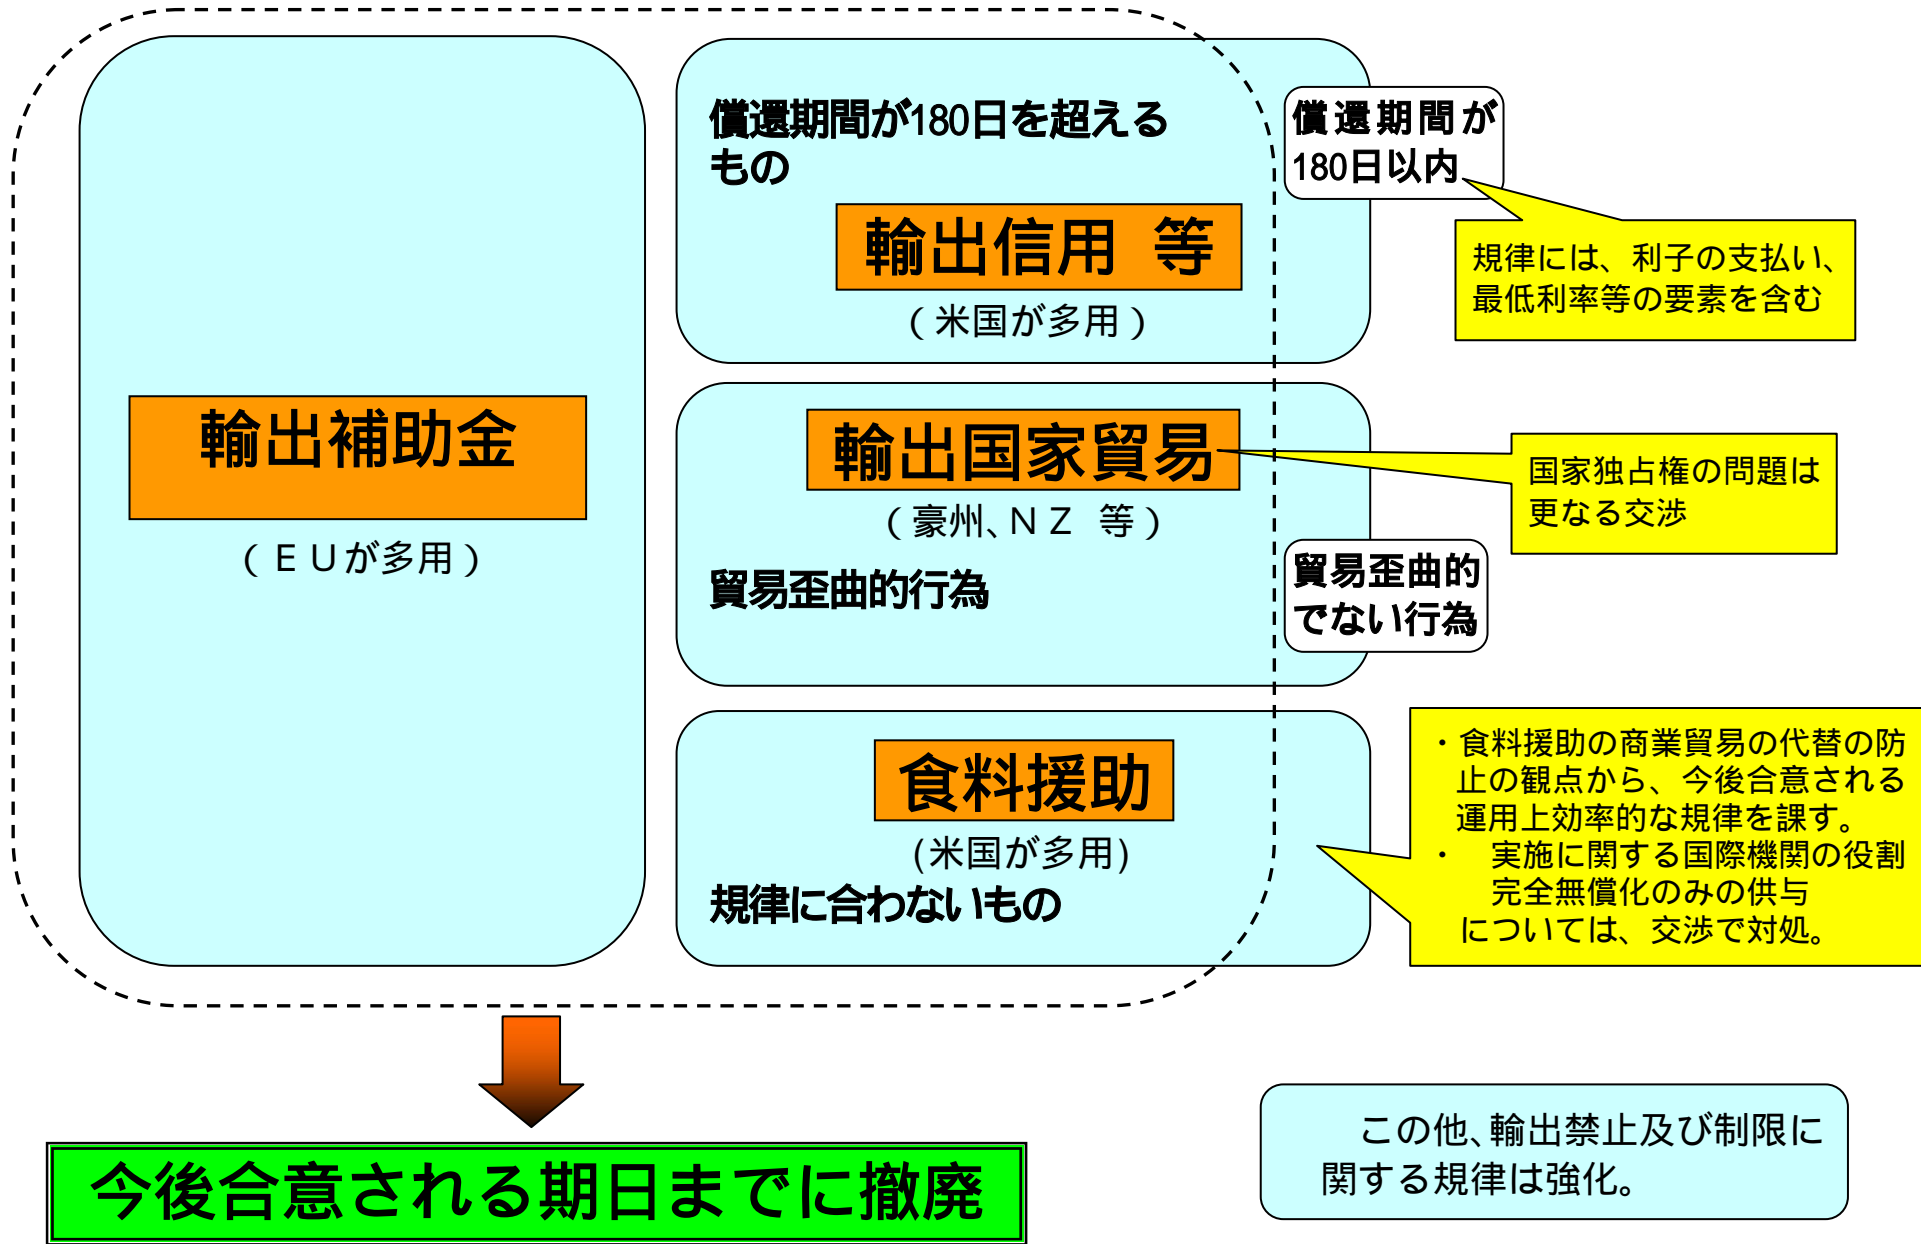 輸出補助金
（ＥＵが多用）
償還期間が180日を超える
もの
輸出信用 等
（米国が多用）
償還期間が
180日以内
規律には、利子の支払い、
最低利率等の要素を含む
輸出国家貿易
（豪州、ＮＺ 等）
貿易歪曲的行為
国家独占権の問題は
更なる交渉
貿易歪曲的
でない行為
食料援助
(米国が多用)
規律に合わないもの
・食料援助の商業貿易の代替の防
止の観点から、今後合意される
運用上効率的な規律を課す。
・ 実施に関する国際機関の役割
完全無償化のみの供与
については、交渉で対処。
今後合意される期日までに撤廃
この他、輸出禁止及び制限に
関する規律は強化。